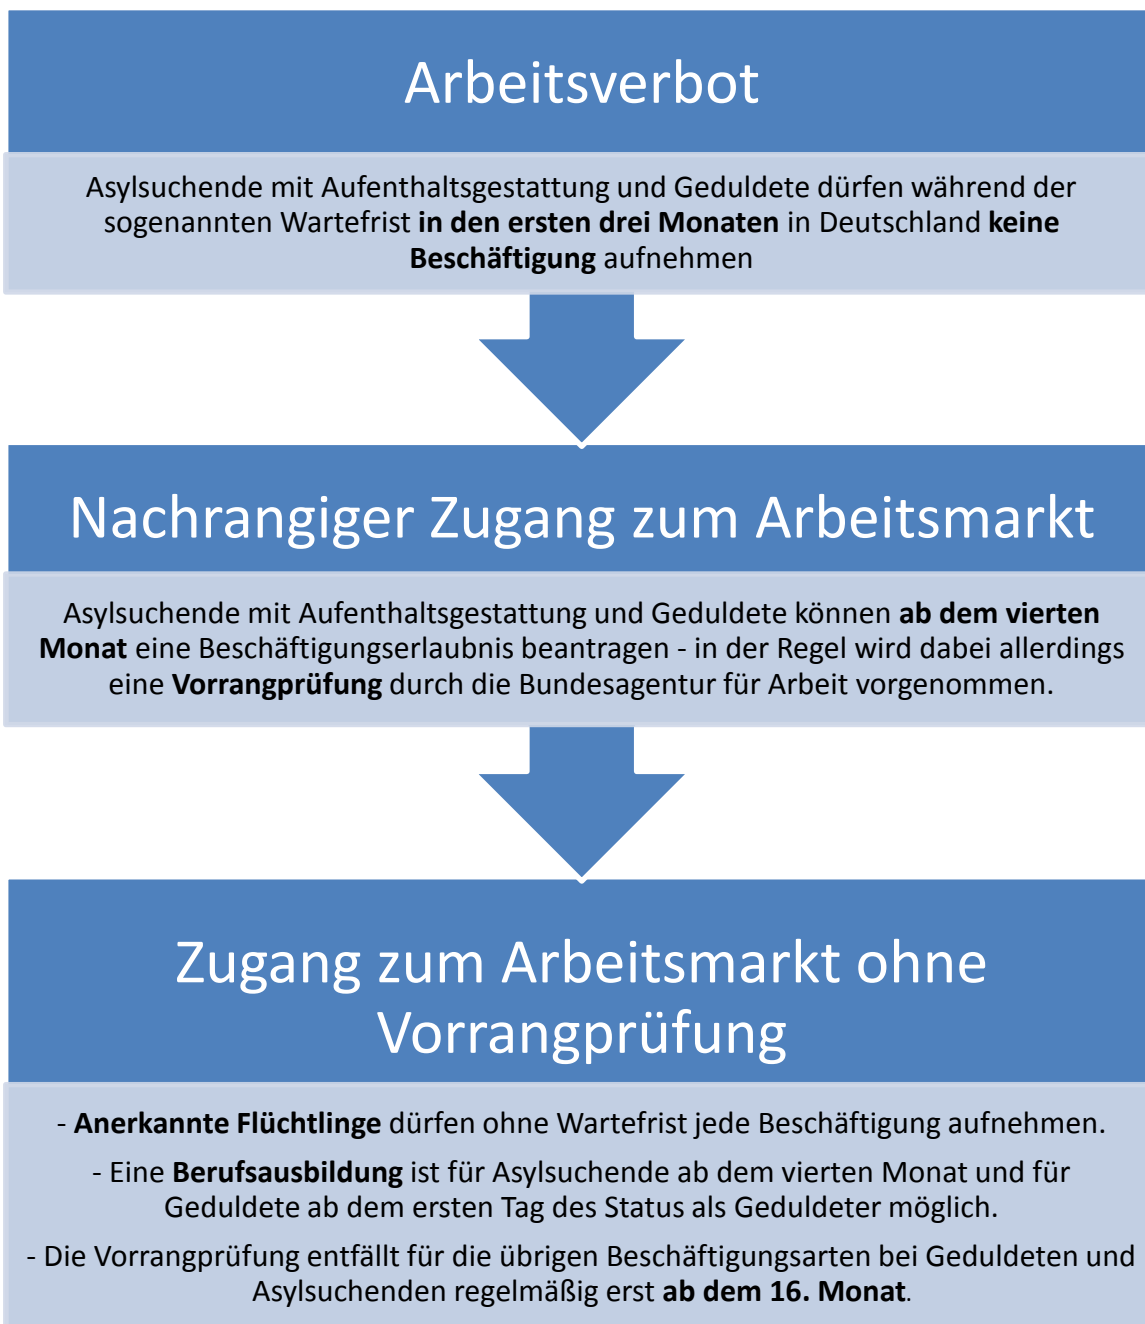 Arbeitsverbot
Asylsuchende mit Aufenthaltsgestattung und Geduldete dürfen während der
sogenannten Wartefrist in den ersten drei Monaten in Deutschland keine
Beschäftigung aufnehmen
Nachrangiger Zugang zum Arbeitsmarkt
Asylsuchende mit Aufenthaltsgestattung und Geduldete können ab dem vierten
Monat eine Beschäftigungserlaubnis beantragen - in der Regel wird dabei allerdings
eine Vorrangprüfung durch die Bundesagentur für Arbeit vorgenommen.
Zugang zum Arbeitsmarkt ohne
Vorrangprüfung
- Anerkannte Flüchtlinge dürfen ohne Wartefrist jede Beschäftigung aufnehmen.
- Eine Berufsausbildung ist für Asylsuchende ab dem vierten Monat und für
Geduldete ab dem ersten Tag des Status als Geduldeter möglich.
- Die Vorrangprüfung entfällt für die übrigen Beschäftigungsarten bei Geduldeten und
Asylsuchenden regelmäßig erst ab dem 16. Monat.